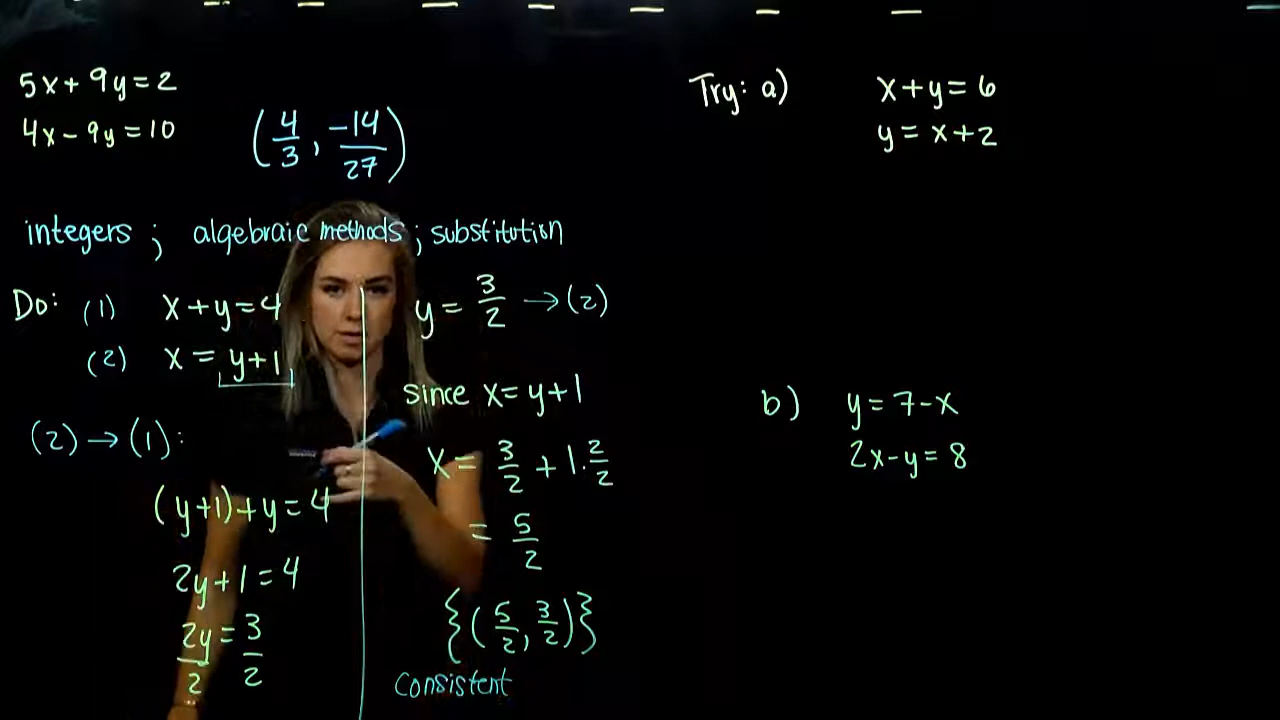 5x + 9y = 2
4x - 9y = 10
(4/3, -14/27)
integers ; algebraic methods ; substitution
Do: (1) x + y = 4
(2) x = y + 1
(2) → (1):
(y+1) + y = 4
2y + 1 = 4
2y/2 = 3/2
y = 3/2 → (2)
since x = y + 1
x = 3/2 + 1 · 2/2
= 5/2
{(5/2, 3/2)}
consistent
Try: a) x + y = 6
y = x + 2
b) y = 7 - x
2x - y = 8